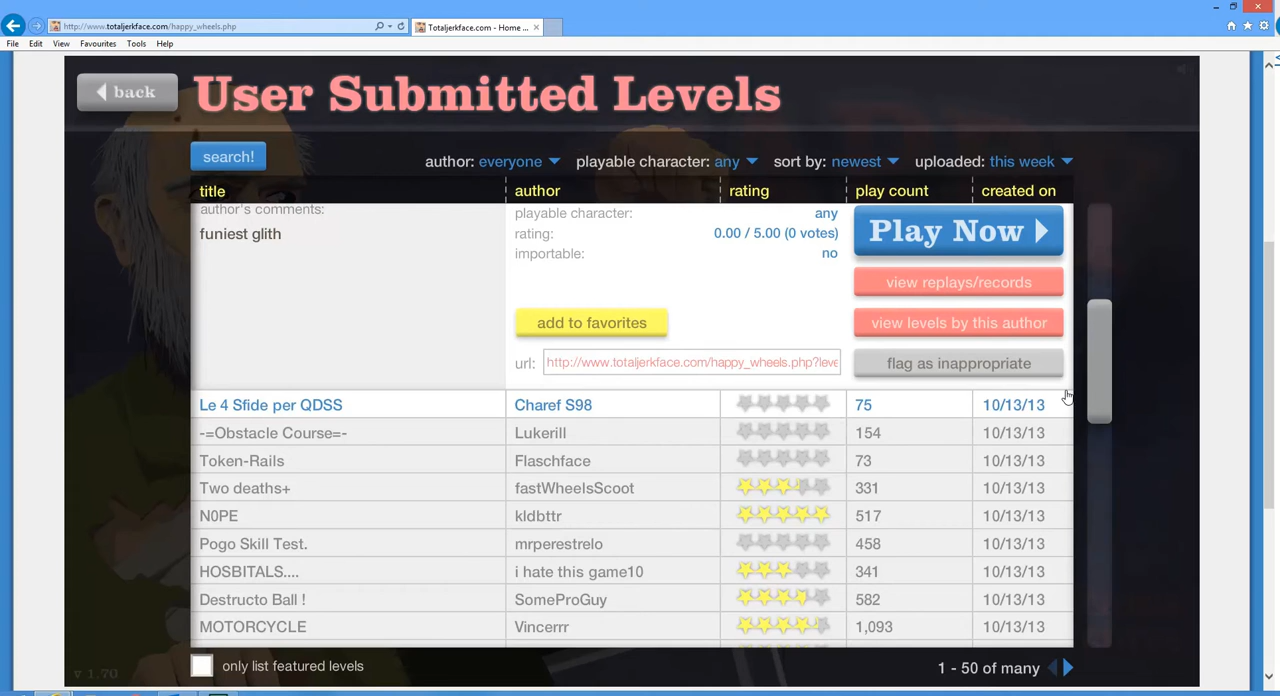 http://www.totaljerkface.com/happy_wheels.php
Totaljerkface.com - Home ...
File Edit View Favourites Tools Help
back
User Submitted Levels
search!
author: everyone playable character: any sort by: newest uploaded: this week
title author rating play count created on
author's comments:
funiest glith
playable character: any
rating: 0.00 / 5.00 (0 votes)
importable: no
Play Now
view replays/records
add to favorites
view levels by this author
url: http://www.totaljerkface.com/happy_wheels.php?leve
flag as inappropriate
Le 4 Sfide per QDSS Charef S98 75 10/13/13
-=Obstacle Course=- Lukerill 154 10/13/13
Token-Rails Flaschface 73 10/13/13
Two deaths+ fastWheelsScoot 331 10/13/13
N0PE kldbttr 517 10/13/13
Pogo Skill Test. mrperestrelo 458 10/13/13
HOSBITALS.... i hate this game10 341 10/13/13
Destructo Ball ! SomeProGuy 582 10/13/13
MOTORCYCLE Vincerrr 1,093 10/13/13
only list featured levels
1 - 50 of many
v 1.70